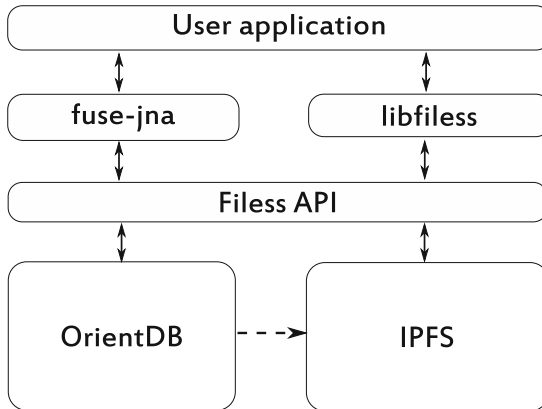 User application
fuse-jna
libfiless
Filess API
OrientDB
IPFS